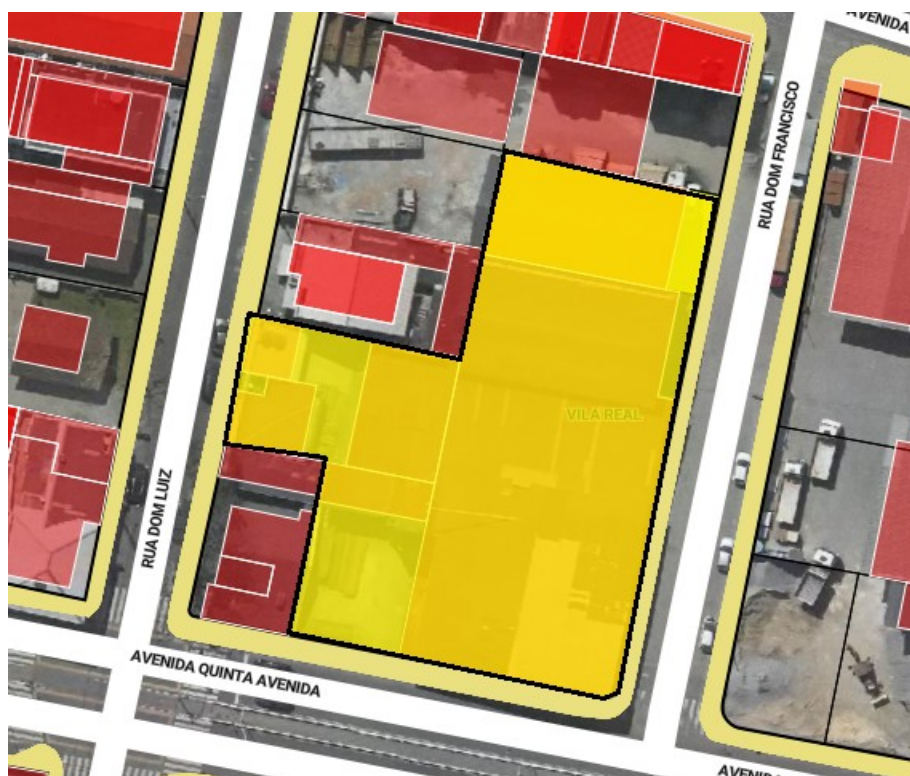 AVENIDA
RUA DOM FRANCISCO
VILA REAL
RUA DOM LUIZ
AVENIDA QUINTA AVENIDA
AVENIDA